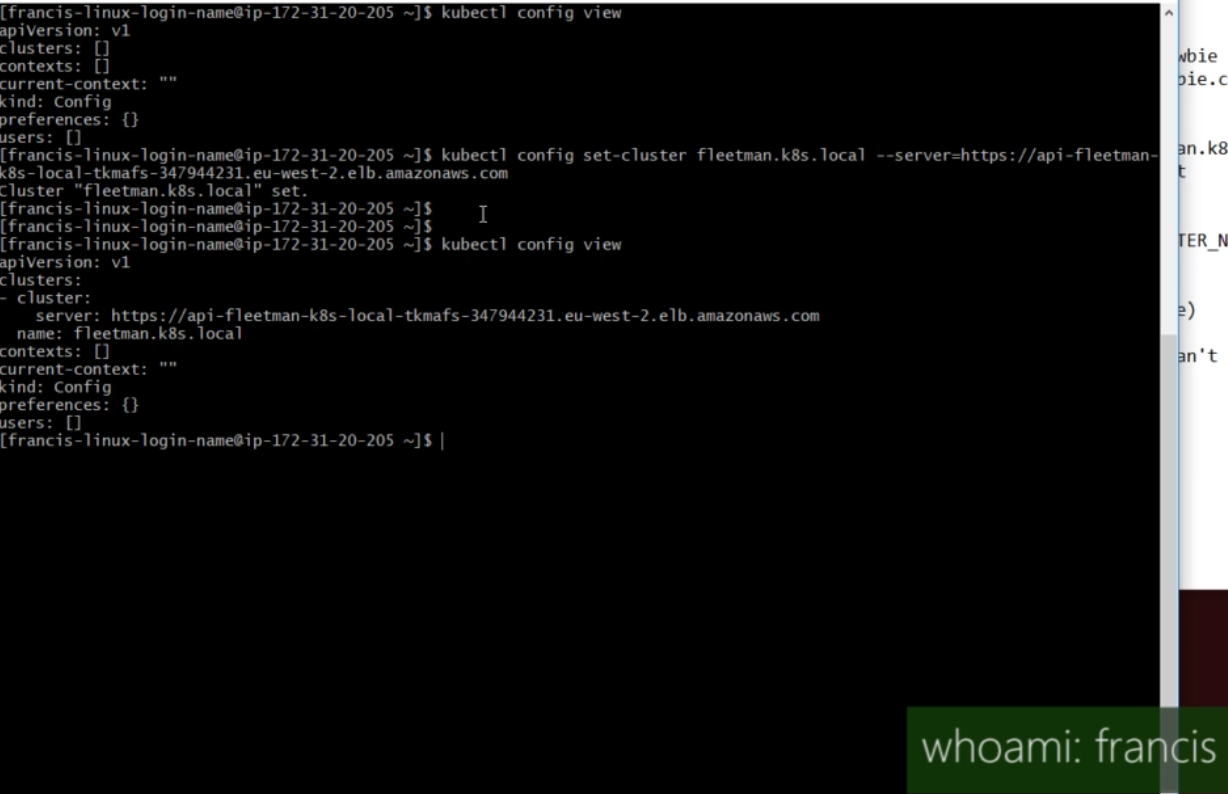 [francis-linux-login-name@ip-172-31-20-205 ~]$ kubectl config view
apiVersion: v1
clusters: []
contexts: []
current-context: ""
kind: Config
preferences: {}
users: []
[francis-linux-login-name@ip-172-31-20-205 ~]$ kubectl config set-cluster fleetman.k8s.local --server=https://api-fleetman-
k8s-local-tkmafs-347944231.eu-west-2.elb.amazonaws.com
Cluster "fleetman.k8s.local" set.
[francis-linux-login-name@ip-172-31-20-205 ~]$
[francis-linux-login-name@ip-172-31-20-205 ~]$
[francis-linux-login-name@ip-172-31-20-205 ~]$ kubectl config view
apiVersion: v1
clusters:
- cluster:
    server: https://api-fleetman-k8s-local-tkmafs-347944231.eu-west-2.elb.amazonaws.com
  name: fleetman.k8s.local
contexts: []
current-context: ""
kind: Config
preferences: {}
users: []
[francis-linux-login-name@ip-172-31-20-205 ~]$
wbie
bie.c
an.k8
t
TER_N
e)
an't
whoami: francis